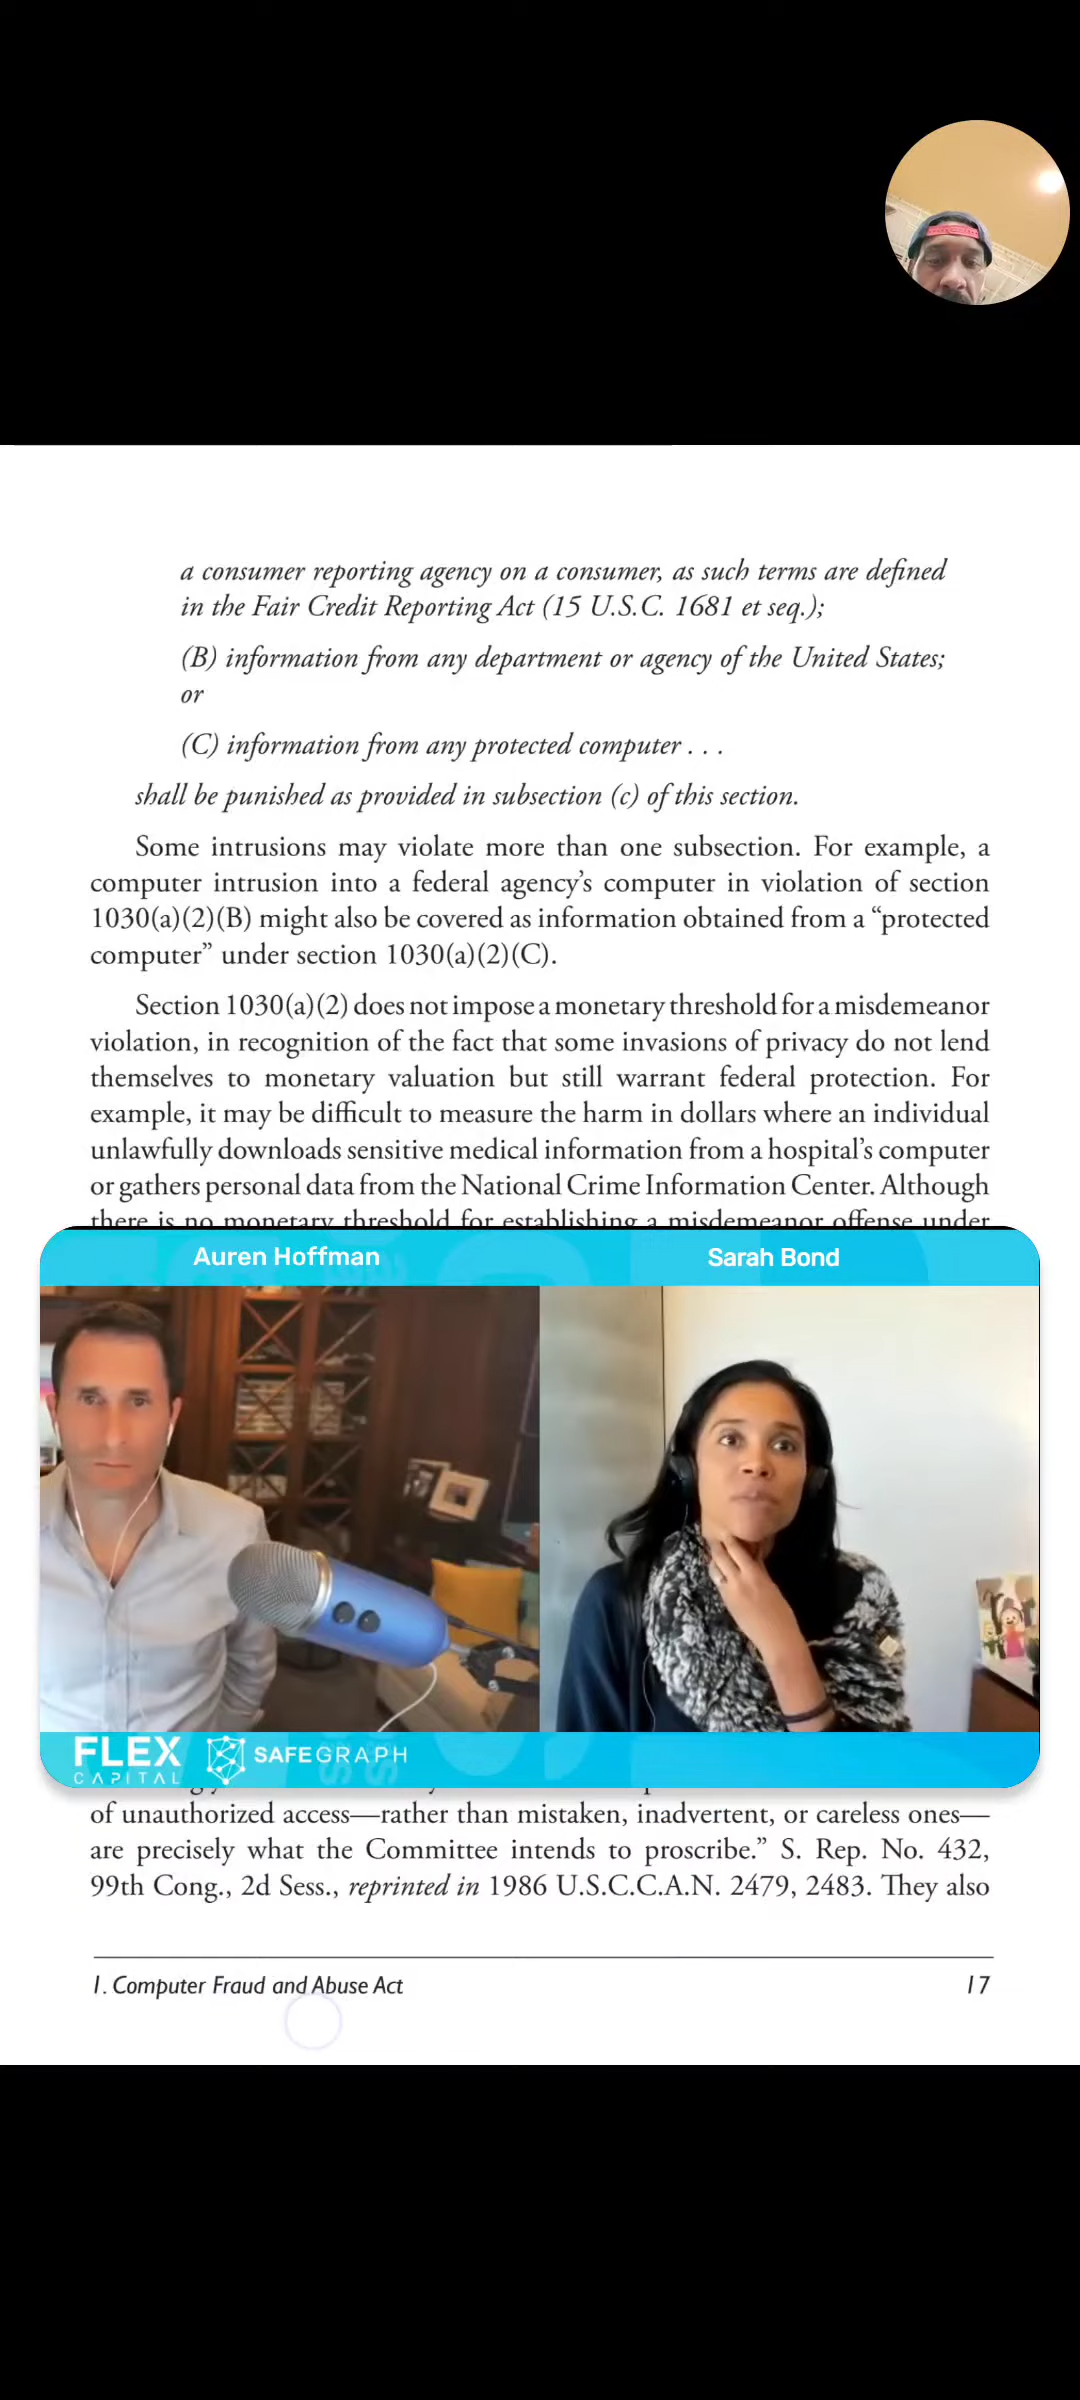 a consumer reporting agency on a consumer, as such terms are defined
in the Fair Credit Reporting Act (15 U.S.C. 1681 et seq.);
(B) information from any department or agency of the United States;
or
(C) information from any protected computer . . .
shall be punished as provided in subsection (c) of this section.
Some intrusions may violate more than one subsection. For example, a
computer intrusion into a federal agency’s computer in violation of section
1030(a)(2)(B) might also be covered as information obtained from a “protected
computer” under section 1030(a)(2)(C).
Section 1030(a)(2) does not impose a monetary threshold for a misdemeanor
violation, in recognition of the fact that some invasions of privacy do not lend
themselves to monetary valuation but still warrant federal protection. For
example, it may be difficult to measure the harm in dollars where an individual
unlawfully downloads sensitive medical information from a hospital’s computer
or gathers personal data from the National Crime Information Center. Although
there is no monetary threshold for establishing a misdemeanor offense under
Auren Hoffman
Sarah Bond
FLEX
CAPITAL
SAFEGRAPH
of unauthorized access—rather than mistaken, inadvertent, or careless ones—
are precisely what the Committee intends to proscribe.” S. Rep. No. 432,
99th Cong., 2d Sess., reprinted in 1986 U.S.C.C.A.N. 2479, 2483. They also
1. Computer Fraud and Abuse Act
17